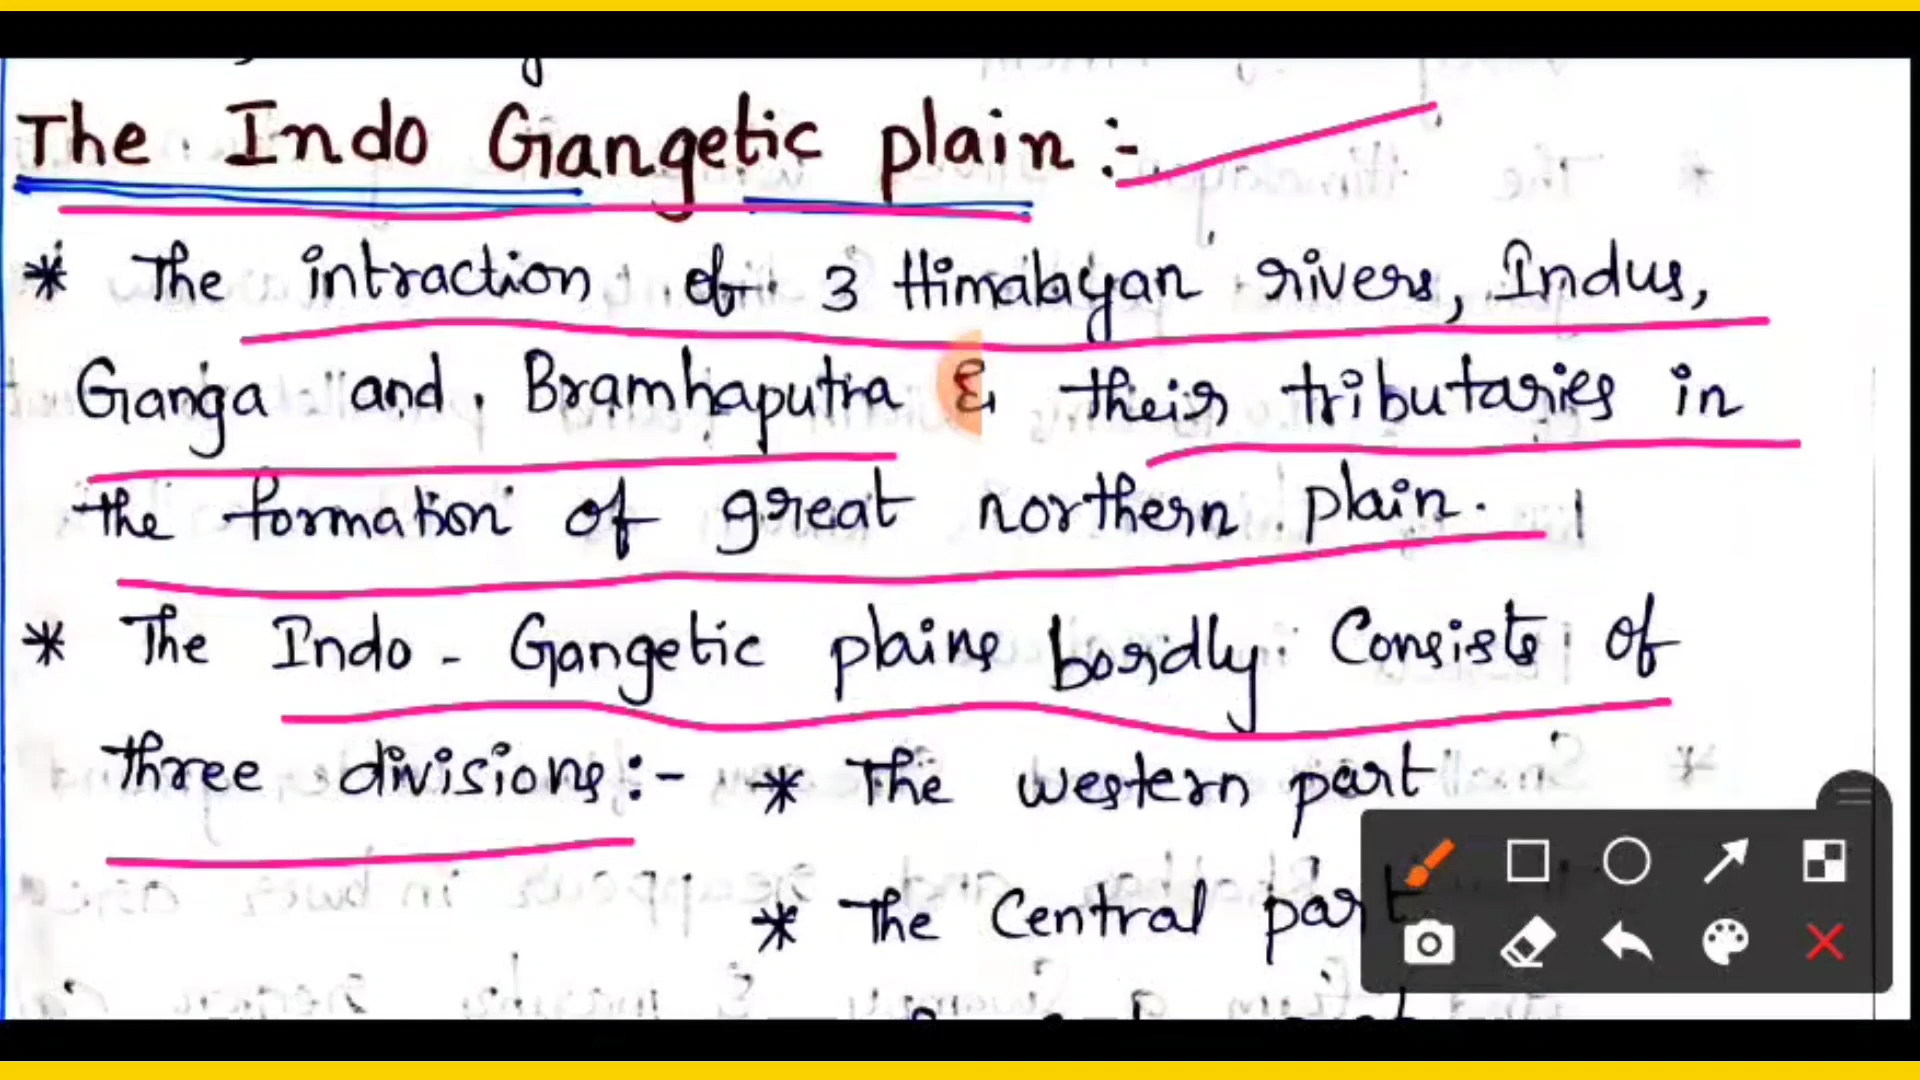 The Indo Gangetic plain :-
* The intraction of 3 Himalayan rivers, Indus,
Ganga and Bramhaputra & their tributaries in
the formation of great northern plain.
* The Indo - Gangetic plains bordly Consists of
three divisions :- * The western part
* The Central part